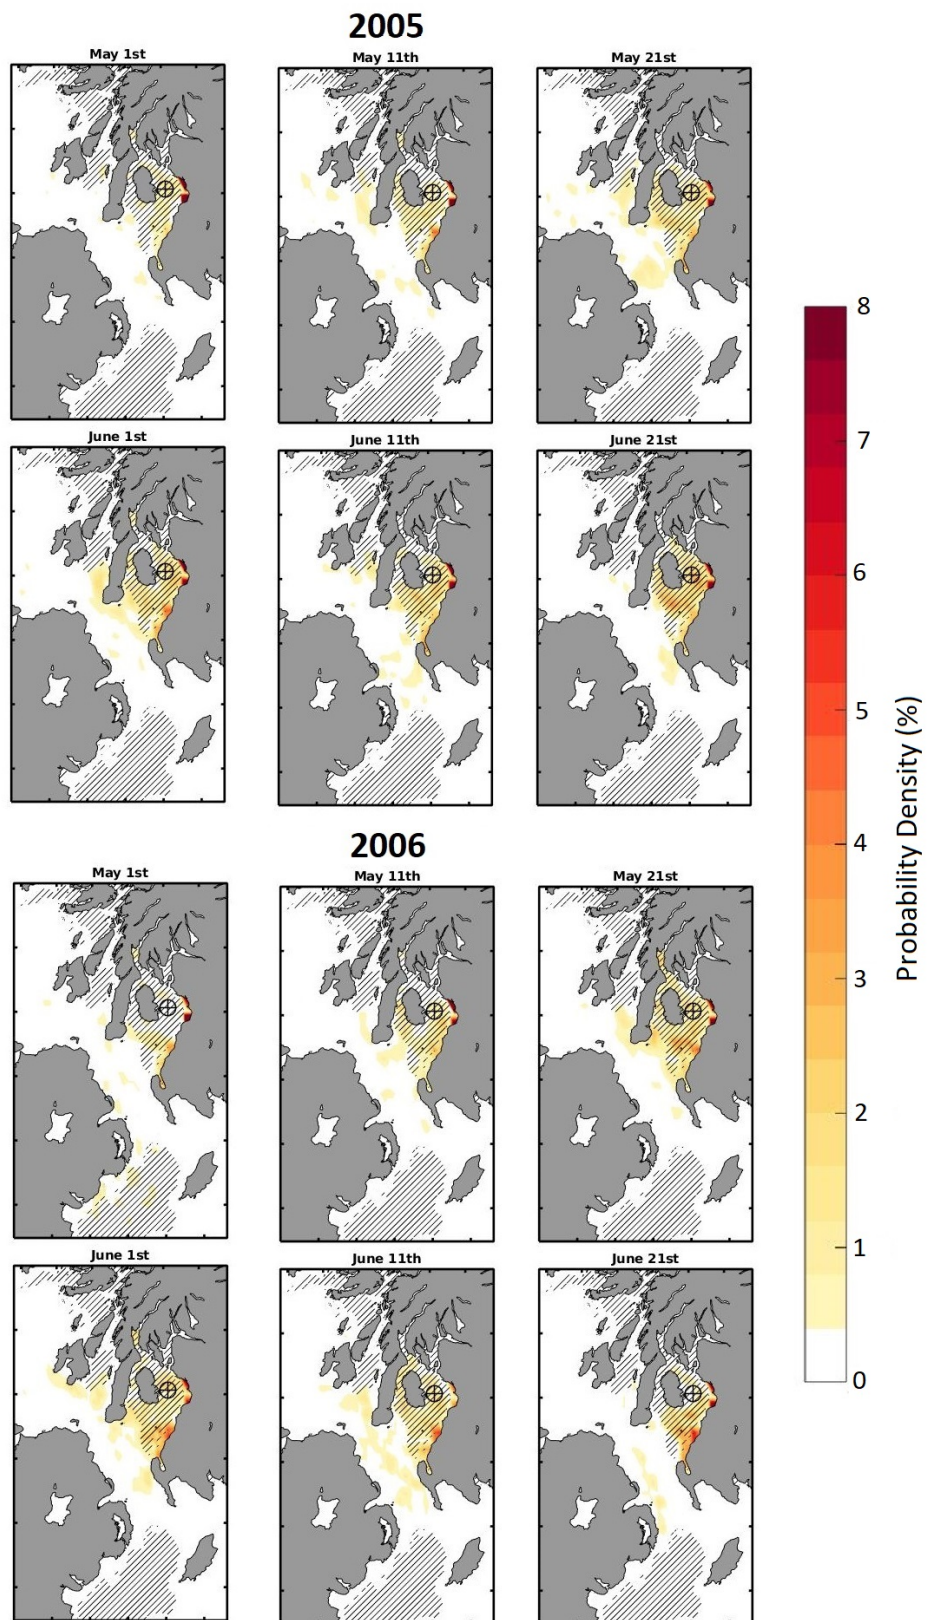 2005
May 1st
May 11th
May 21st
June 1st
June 11th
June 21st
2006
May 1st
May 11th
May 21st
June 1st
June 11th
June 21st
8
7
6
5
4
3
2
1
0
Probability Density (%)